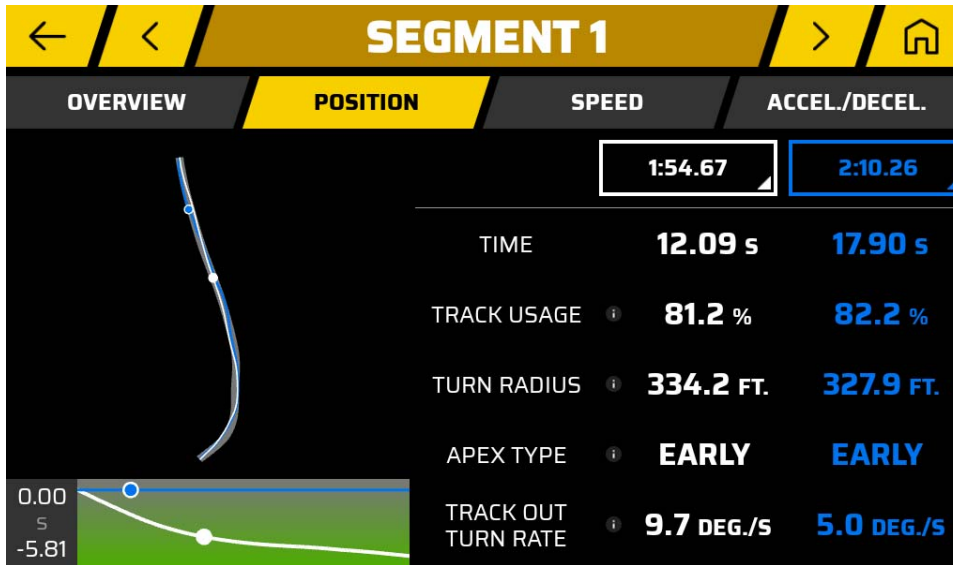 SEGMENT 1
OVERVIEW POSITION SPEED ACCEL./DECEL.
1:54.67 2:10.26
TIME 12.09 S 17.90 S
TRACK USAGE i 81.2 % 82.2 %
TURN RADIUS i 334.2 FT. 327.9 FT.
APEX TYPE i EARLY EARLY
0.00
S
-5.81
TRACK OUT
TURN RATE i 9.7 DEG./S 5.0 DEG./S